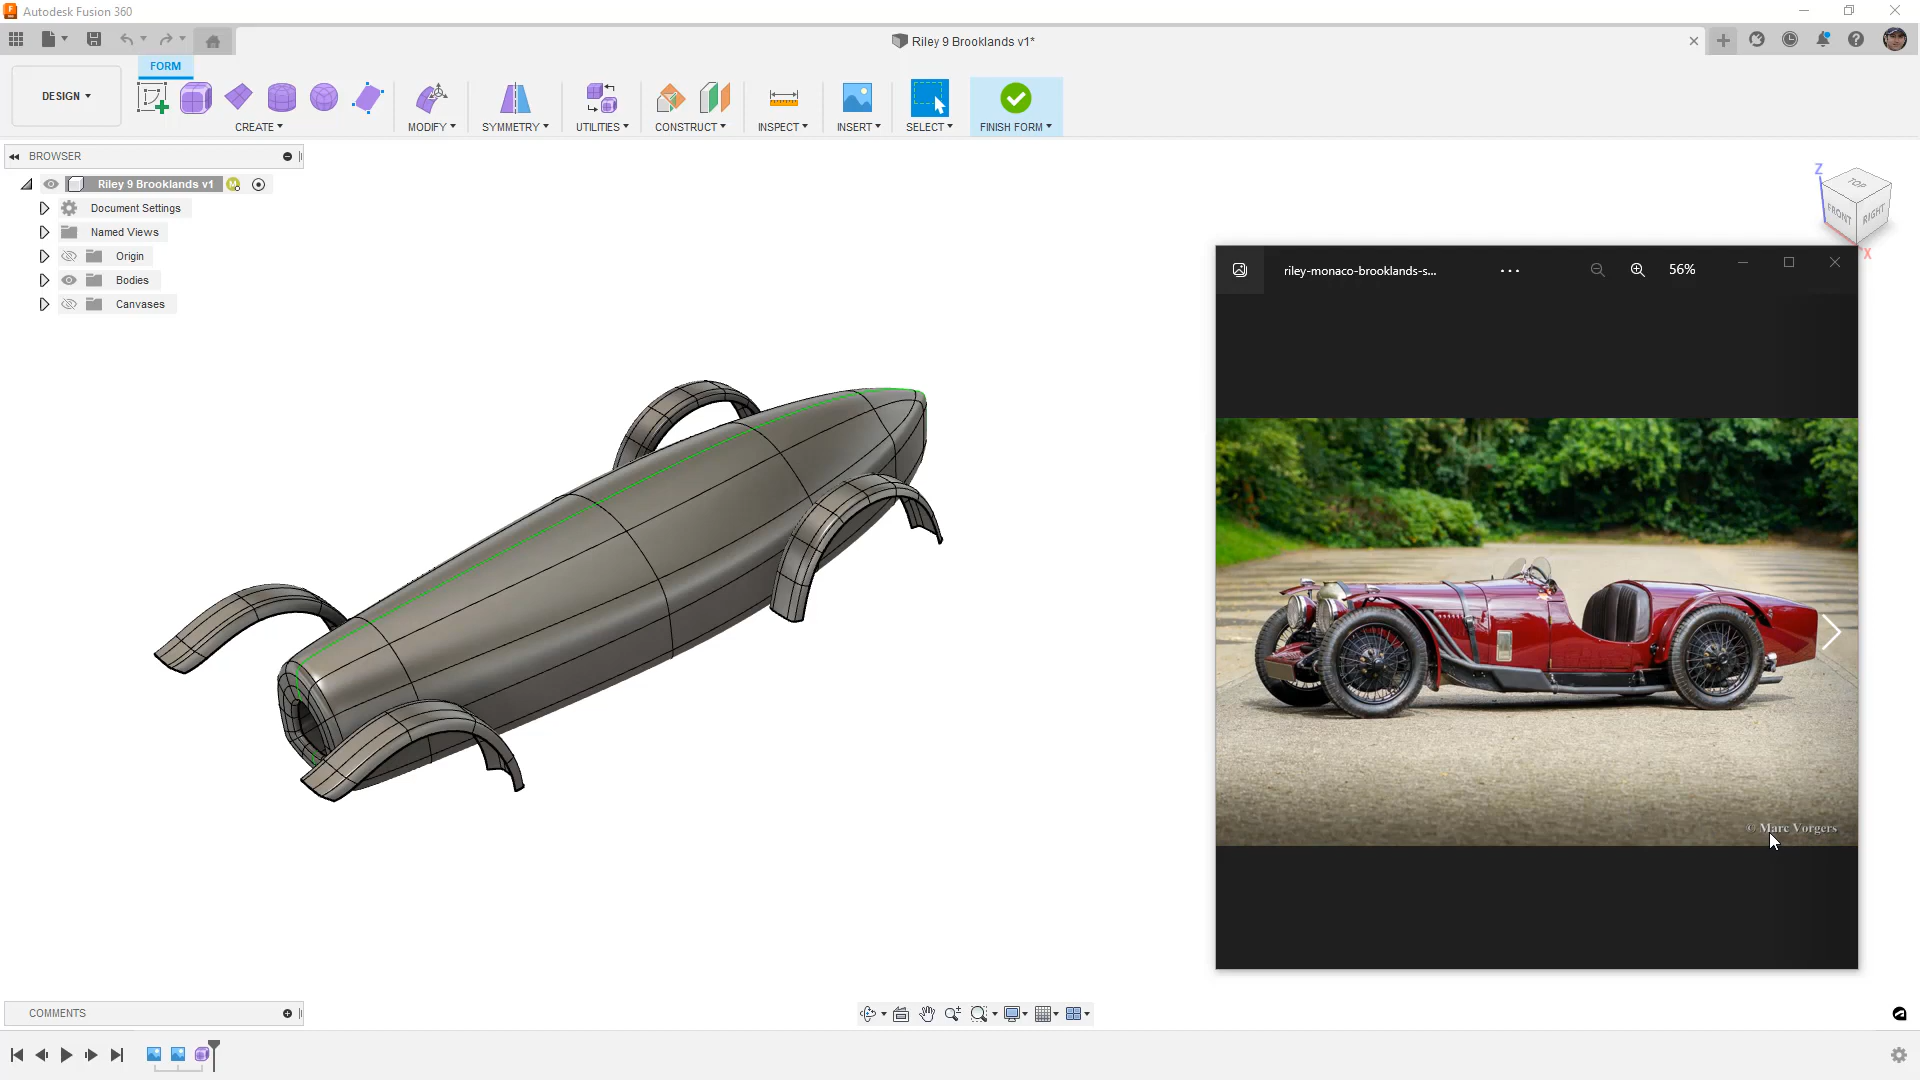 Autodesk Fusion 360
Riley 9 Brooklands v1*
FORM
DESIGN
CREATE
MODIFY
SYMMETRY
UTILITIES
CONSTRUCT
INSPECT
INSERT
SELECT
FINISH FORM
BROWSER
Riley 9 Brooklands v1
Document Settings
Named Views
Origin
Bodies
Canvases
Z
TOP
FRONT
RIGHT
X
riley-monaco-brooklands-s...
56%
© Marc Vorgers
COMMENTS